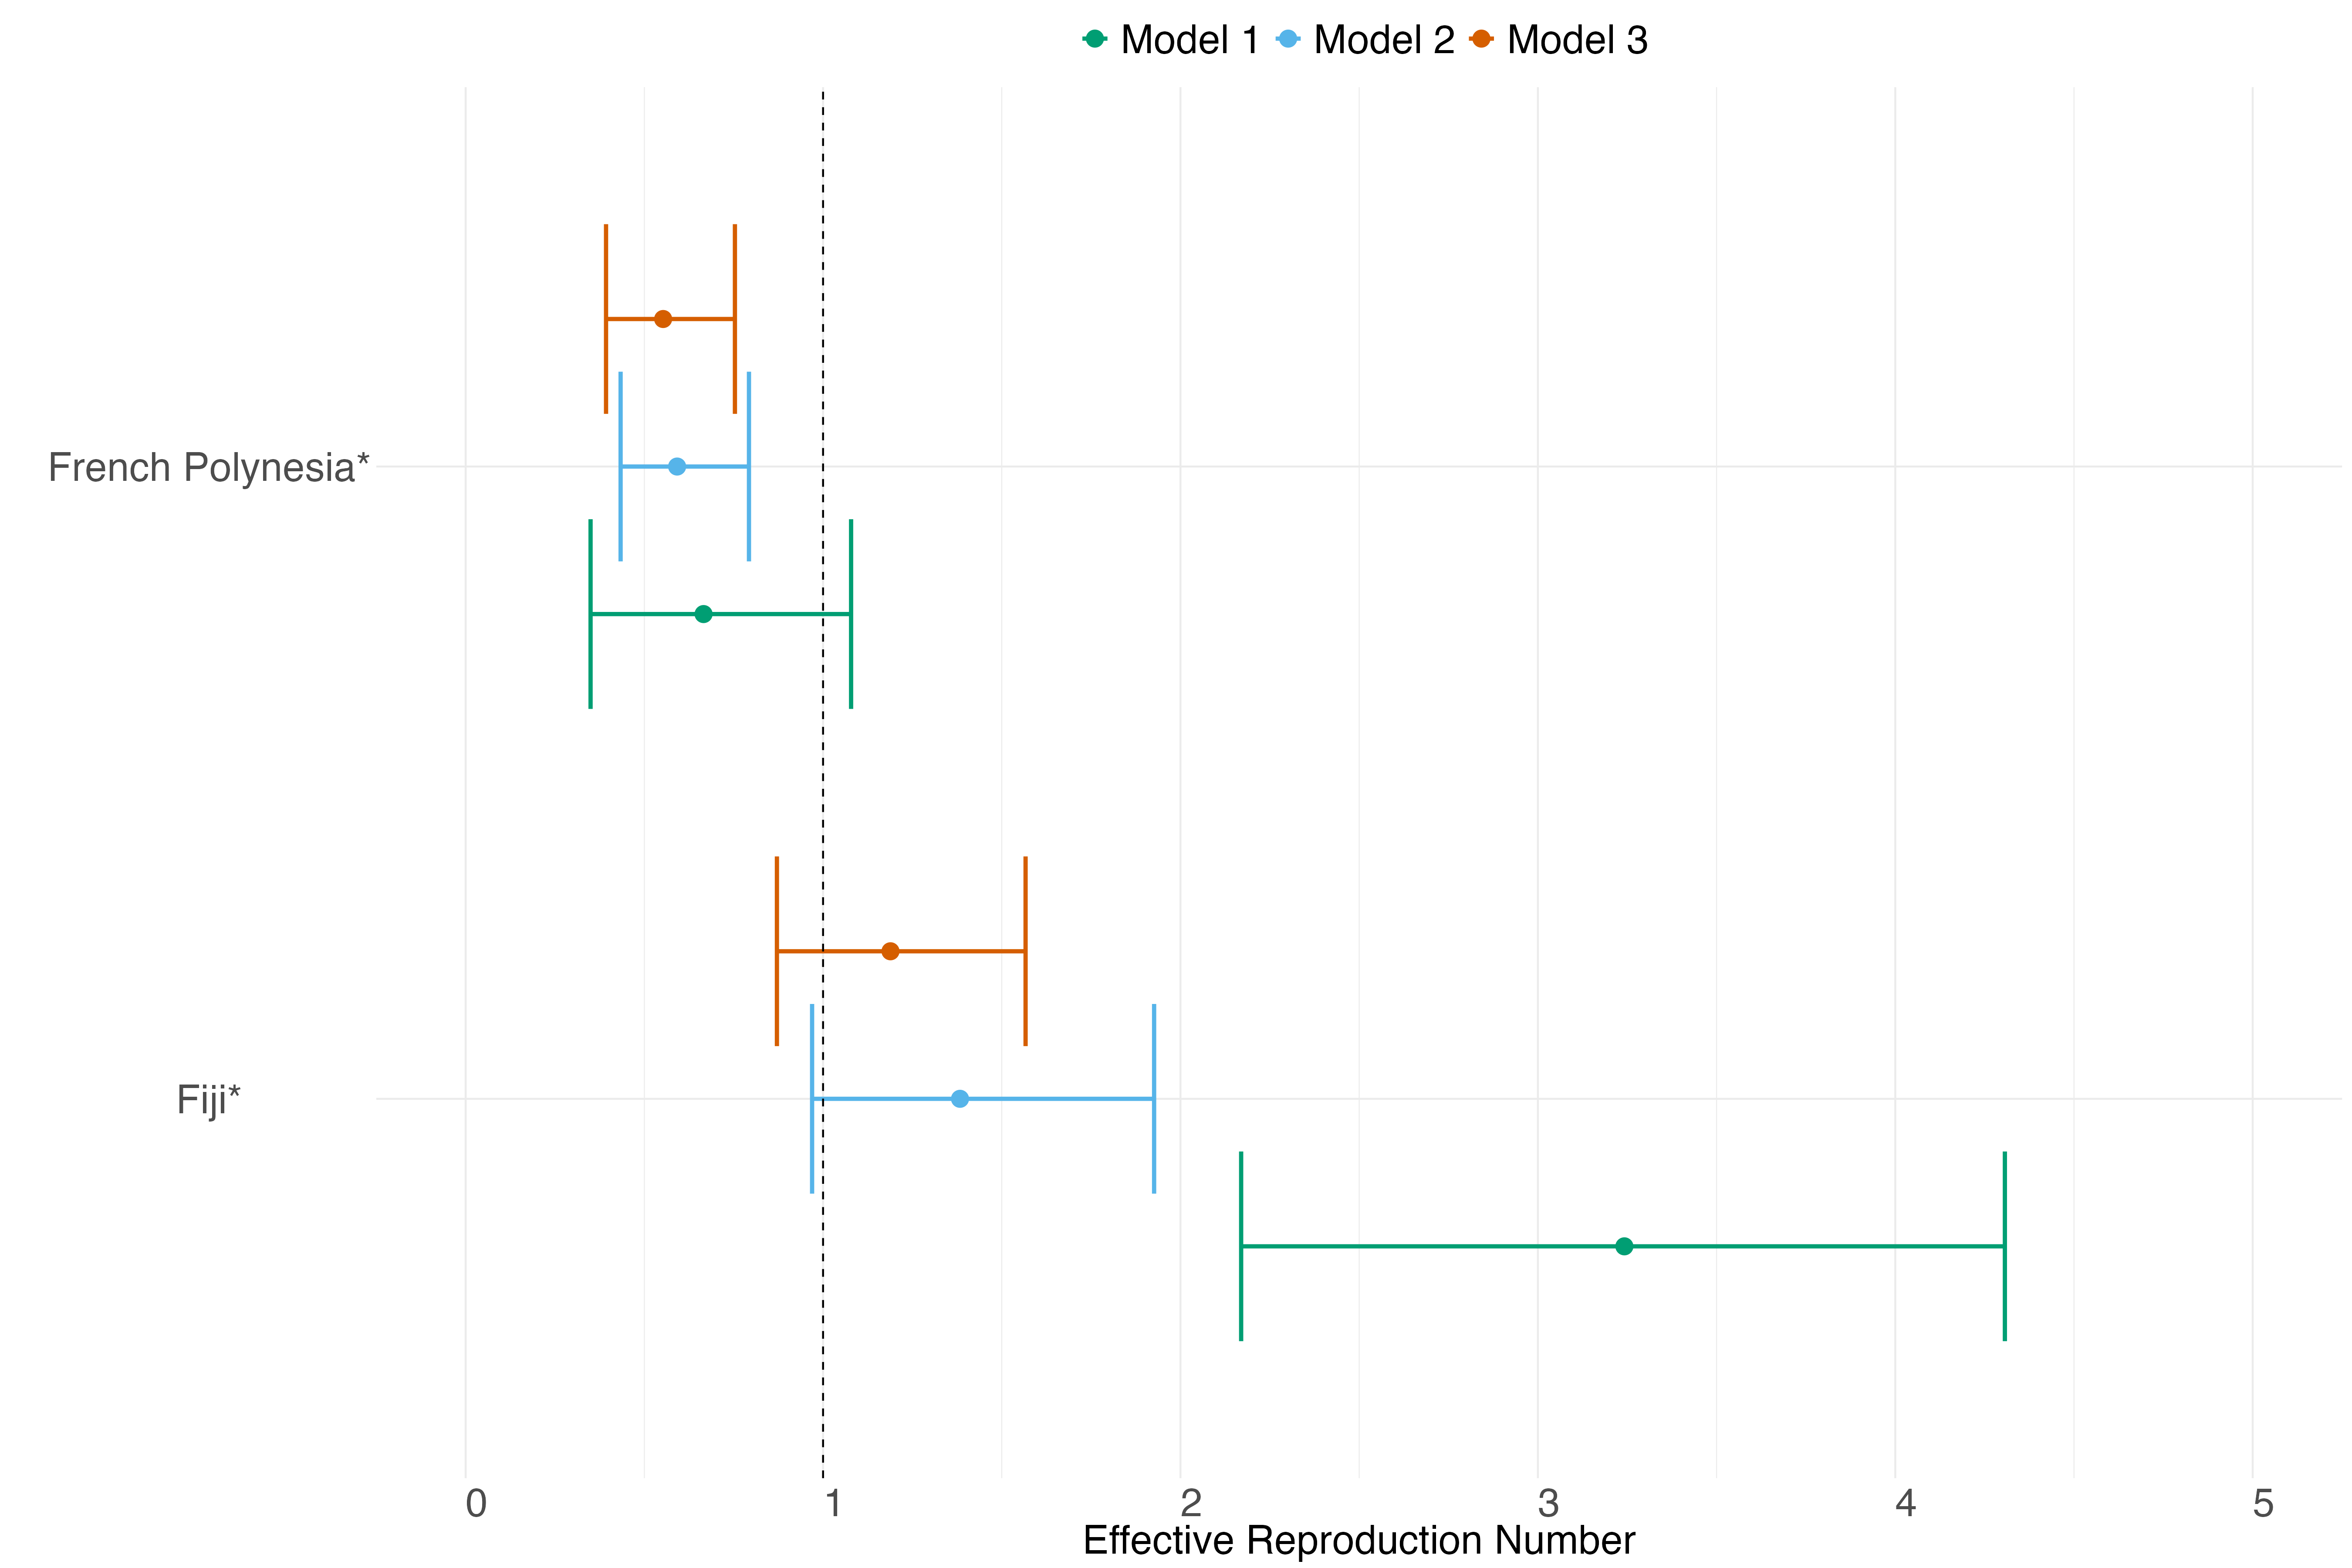 Model 1 Model 2 Model 3
French Polynesia*
Fiji*
0 1 2 3 4 5
Effective Reproduction Number